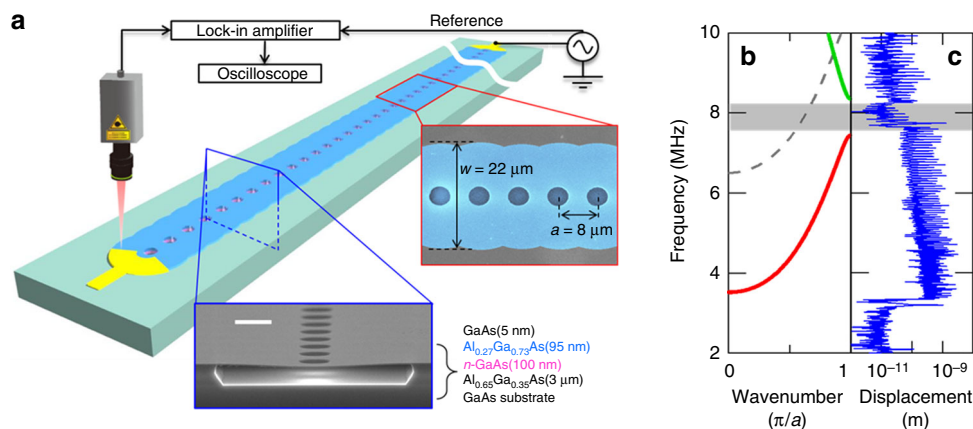 a
Lock-in amplifier
Reference
Oscilloscope
w = 22 μm
a = 8 μm
GaAs(5 nm)
Al0.27Ga0.73As(95 nm)
n-GaAs(100 nm)
Al0.65Ga0.35As(3 μm)
GaAs substrate
b
c
Frequency (MHz)
10
8
6
4
2
0
1
Wavenumber
(π/a)
10−11
10−9
Displacement
(m)